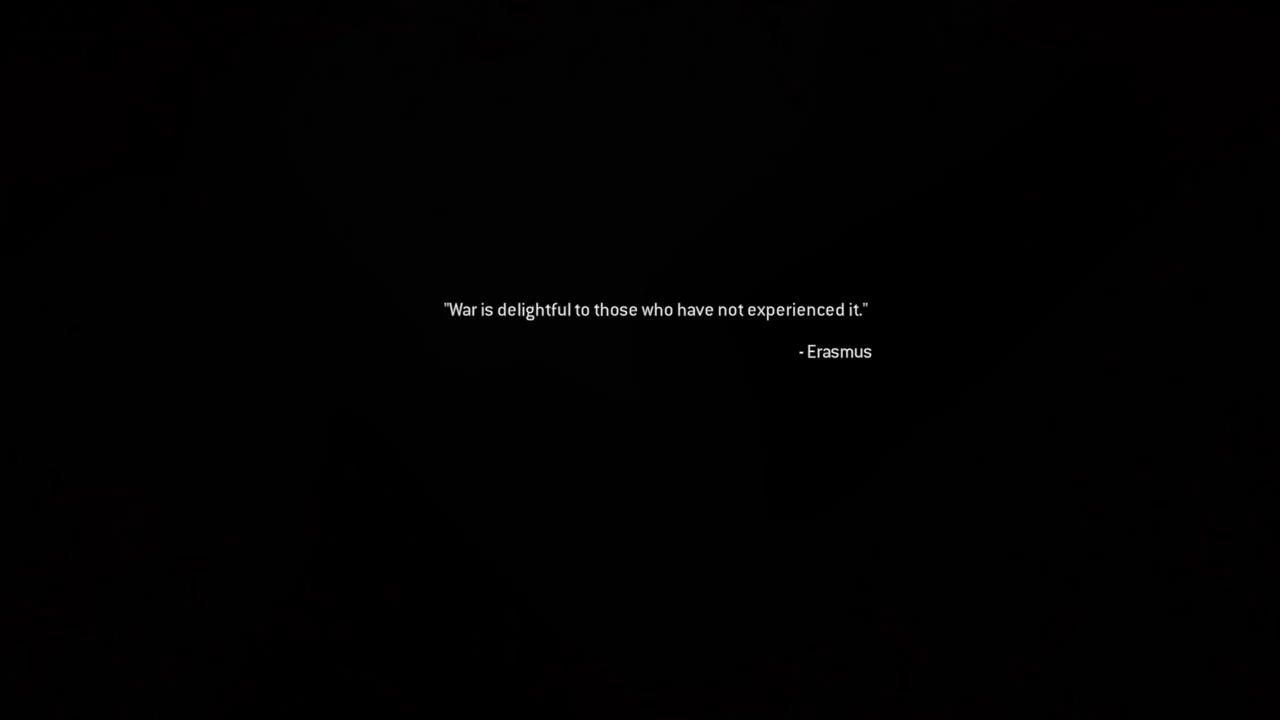 "War is delightful to those who have not experienced it."
- Erasmus